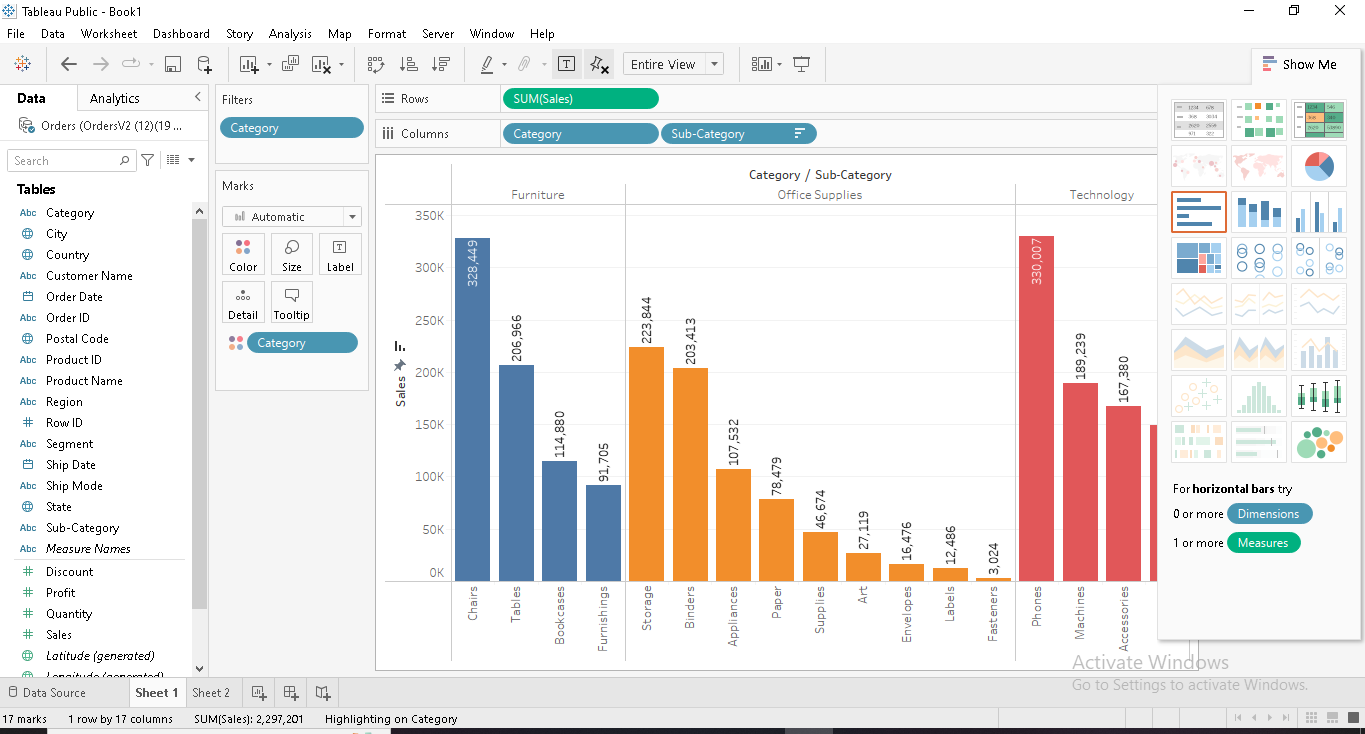 Tableau Public - Book1
File Data Worksheet Dashboard Story Analysis Map Format Server Window Help
Entire View
Show Me
Data Analytics
Orders (OrdersV2 (12)(19 ...
Search
Tables
Abc Category
City
Country
Abc Customer Name
Order Date
Abc Order ID
Postal Code
Abc Product ID
Abc Product Name
Abc Region
Row ID
Abc Segment
Ship Date
Abc Ship Mode
State
Abc Sub-Category
Abc Measure Names
Discount
Profit
Quantity
Sales
Latitude (generated)
Longitude (generated)
Filters
Category
Marks
Automatic
Color Size Label
Detail Tooltip
Category
Rows SUM(Sales)
Columns Category Sub-Category
Category / Sub-Category
Furniture Office Supplies Technology
350K
300K
250K
200K
150K
100K
50K
0K
Sales
328,449
206,966
114,880
91,705
223,844
203,413
107,532
78,479
46,674
27,119
16,476
12,486
3,024
330,007
189,239
167,380
Chairs
Tables
Bookcases
Furnishings
Storage
Binders
Appliances
Paper
Supplies
Art
Envelopes
Labels
Fasteners
Phones
Machines
Accessories
For horizontal bars try
0 or more Dimensions
1 or more Measures
Activate Windows
Go to Settings to activate Windows.
Data Source Sheet 1 Sheet 2
17 marks 1 row by 17 columns SUM(Sales): 2,297,201 Highlighting on Category